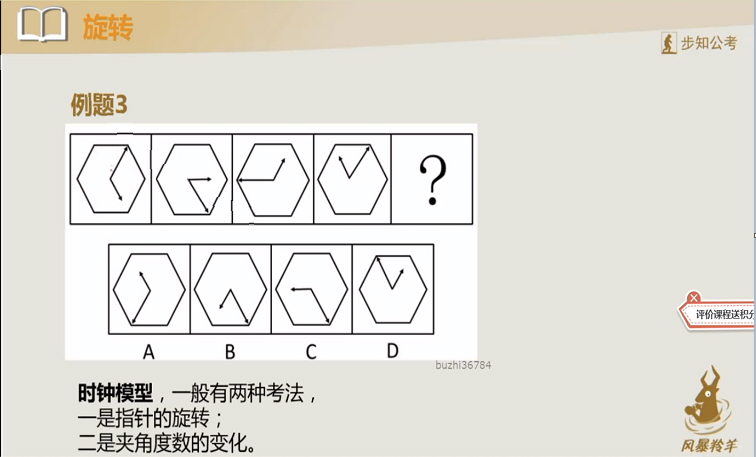 旋转
步知公考
例题3
?
A B C D
评价课程送积分
buzhi36784
时钟模型，一般有两种考法，
一是指针的旋转；
二是夹角度数的变化。
风暴羚羊